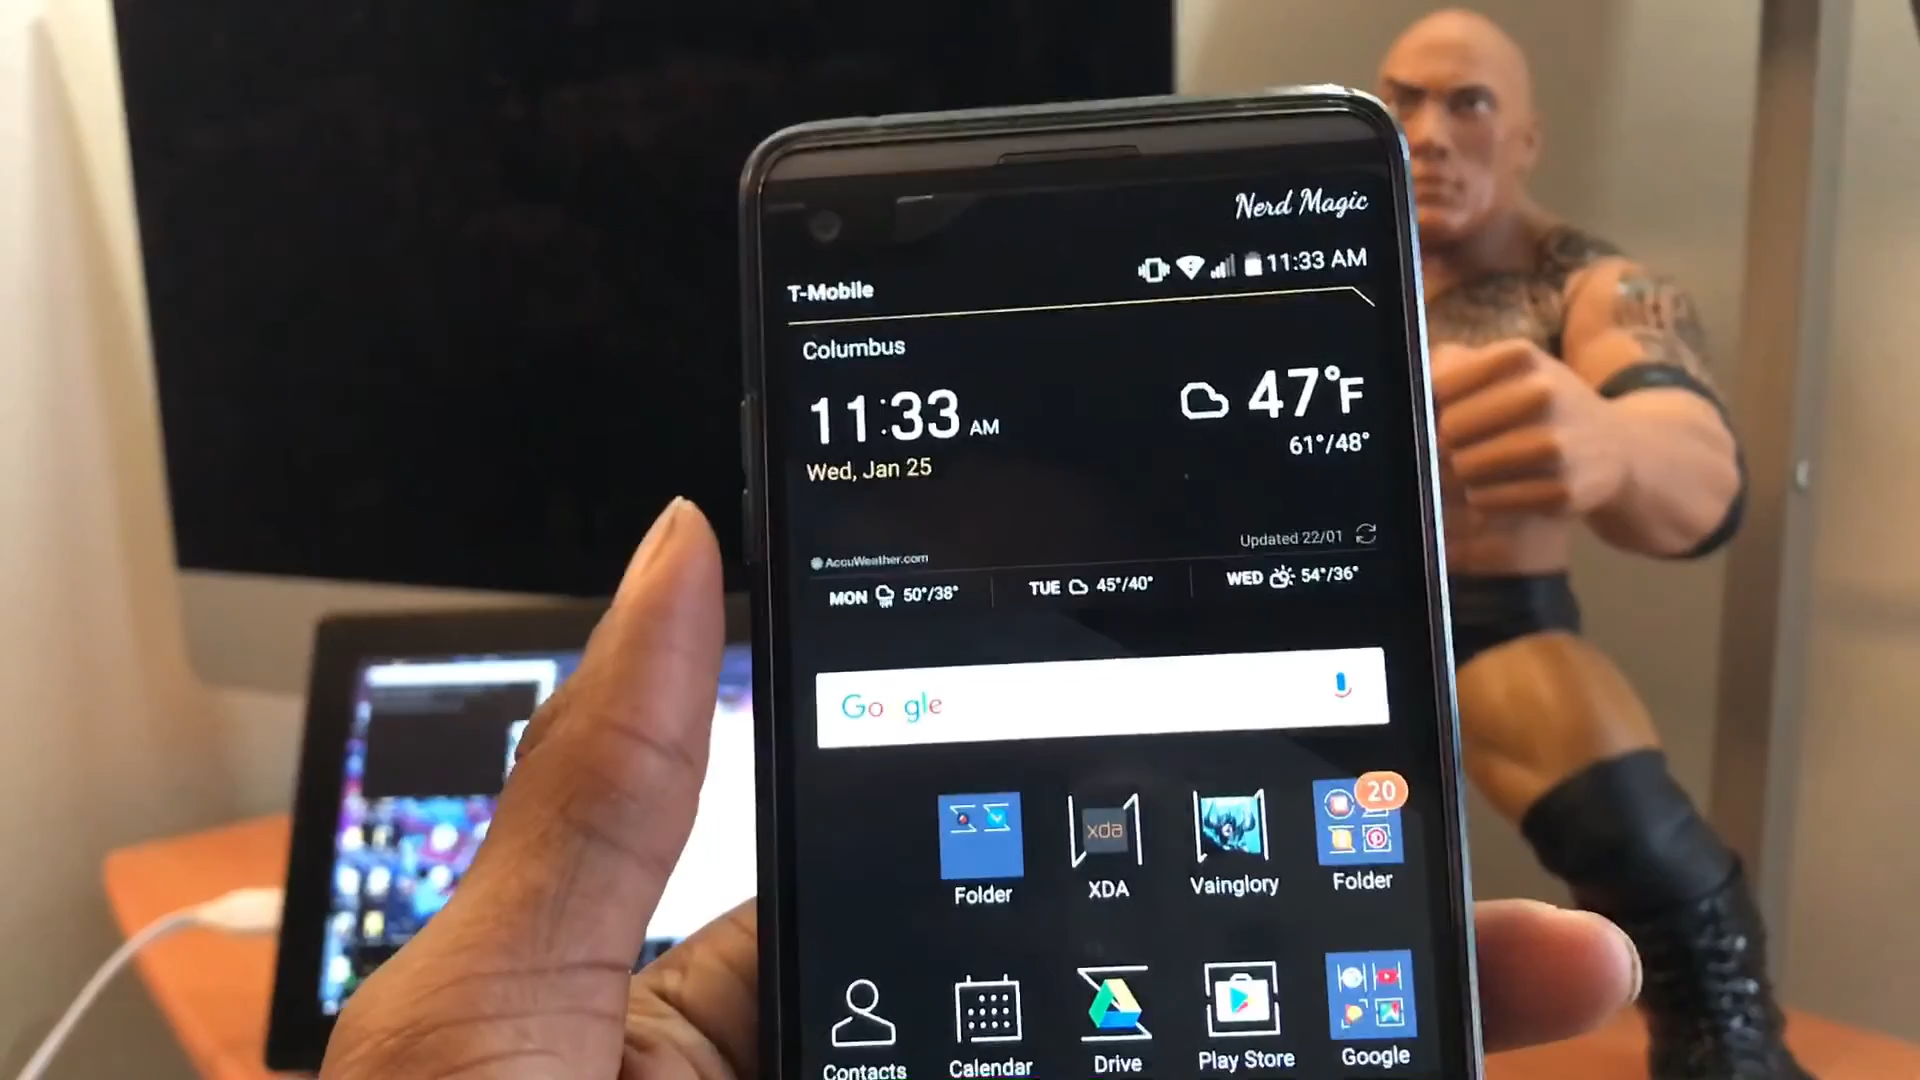 Nerd Magic
T-Mobile
11:33 AM
Columbus
11:33 AM
47°F
61°/48°
Wed, Jan 25
Updated 22/01
AccuWeather.com
MON 50°/38°
TUE 45°/40°
WED 54°/36°
Google
20
xda
Folder
XDA
Vainglory
Folder
Contacts
Calendar
Drive
Play Store
Google